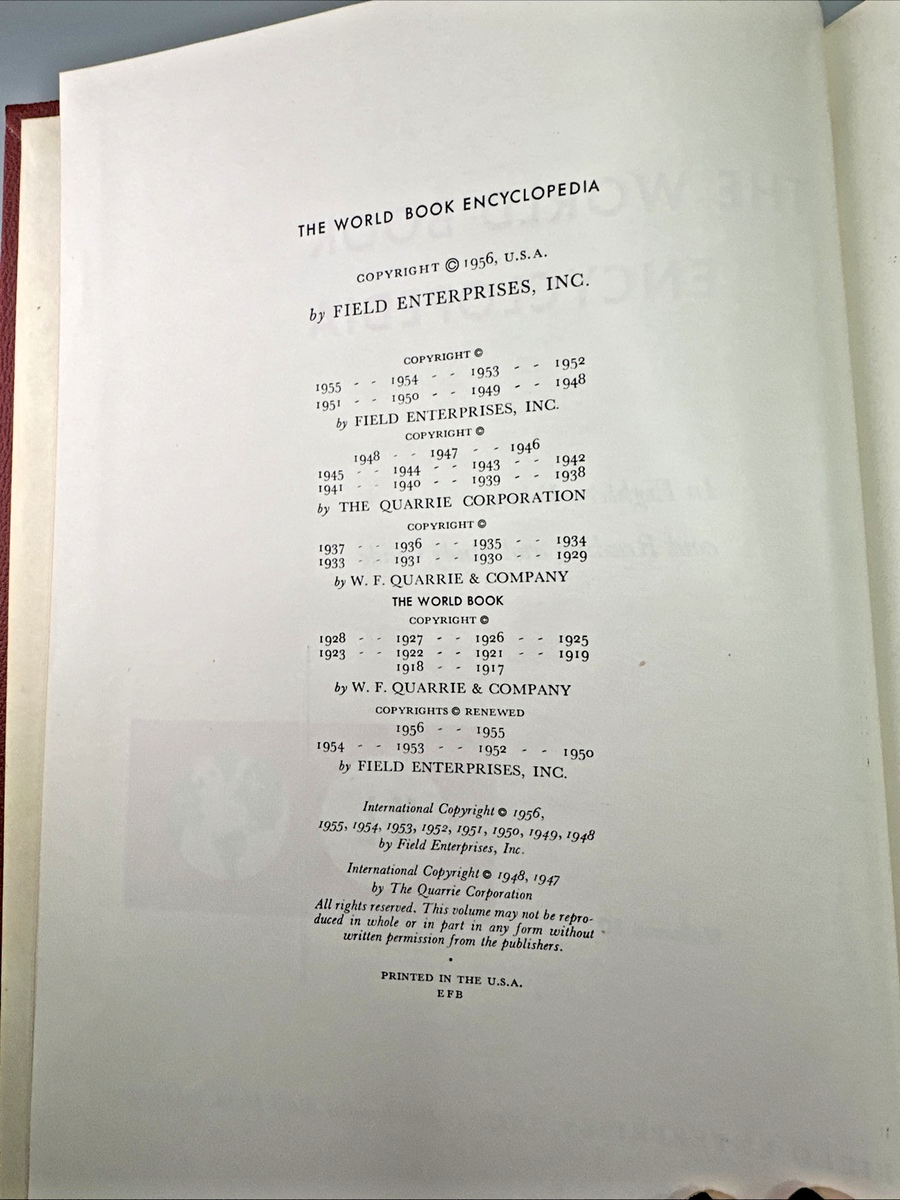 THE WORLD BOOK ENCYCLOPEDIA
COPYRIGHT © 1956, U.S.A.
by FIELD ENTERPRISES, INC.
COPYRIGHT ©
1955 - - 1954 - - 1953 - - 1952
1951 - - 1950 - - 1949 - - 1948
by FIELD ENTERPRISES, INC.
COPYRIGHT ©
1948 - - 1947 - - 1946
1945 - - 1944 - - 1943 - - 1942
1941 - - 1940 - - 1939 - - 1938
by THE QUARRIE CORPORATION
COPYRIGHT ©
1937 - - 1936 - - 1935 - - 1934
1933 - - 1931 - - 1930 - - 1929
by W. F. QUARRIE & COMPANY
THE WORLD BOOK
COPYRIGHT ©
1928 - - 1927 - - 1926 - - 1925
1923 - - 1922 - - 1921 - - 1919
1918 - - 1917
by W. F. QUARRIE & COMPANY
COPYRIGHTS © RENEWED
1956 - - 1955
1954 - - 1953 - - 1952 - - 1950
by FIELD ENTERPRISES, INC.
International Copyright © 1956,
1955, 1954, 1953, 1952, 1951, 1950, 1949, 1948
by Field Enterprises, Inc.
International Copyright © 1948, 1947
by The Quarrie Corporation
All rights reserved. This volume may not be repro-
duced in whole or in part in any form without
written permission from the publishers.
PRINTED IN THE U.S.A.
EFB